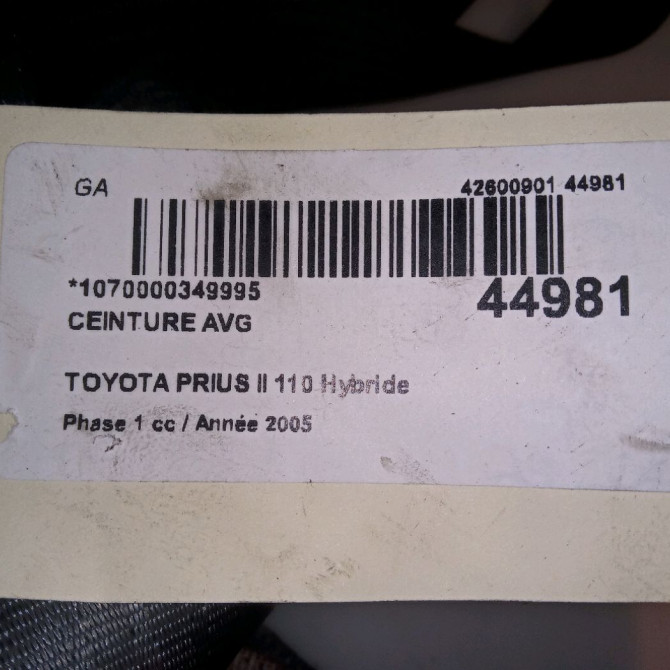 GA
42600901 44981
*1070000349995
44981
CEINTURE AVG
TOYOTA PRIUS II 110 Hybride
Phase 1 cc / Année 2005